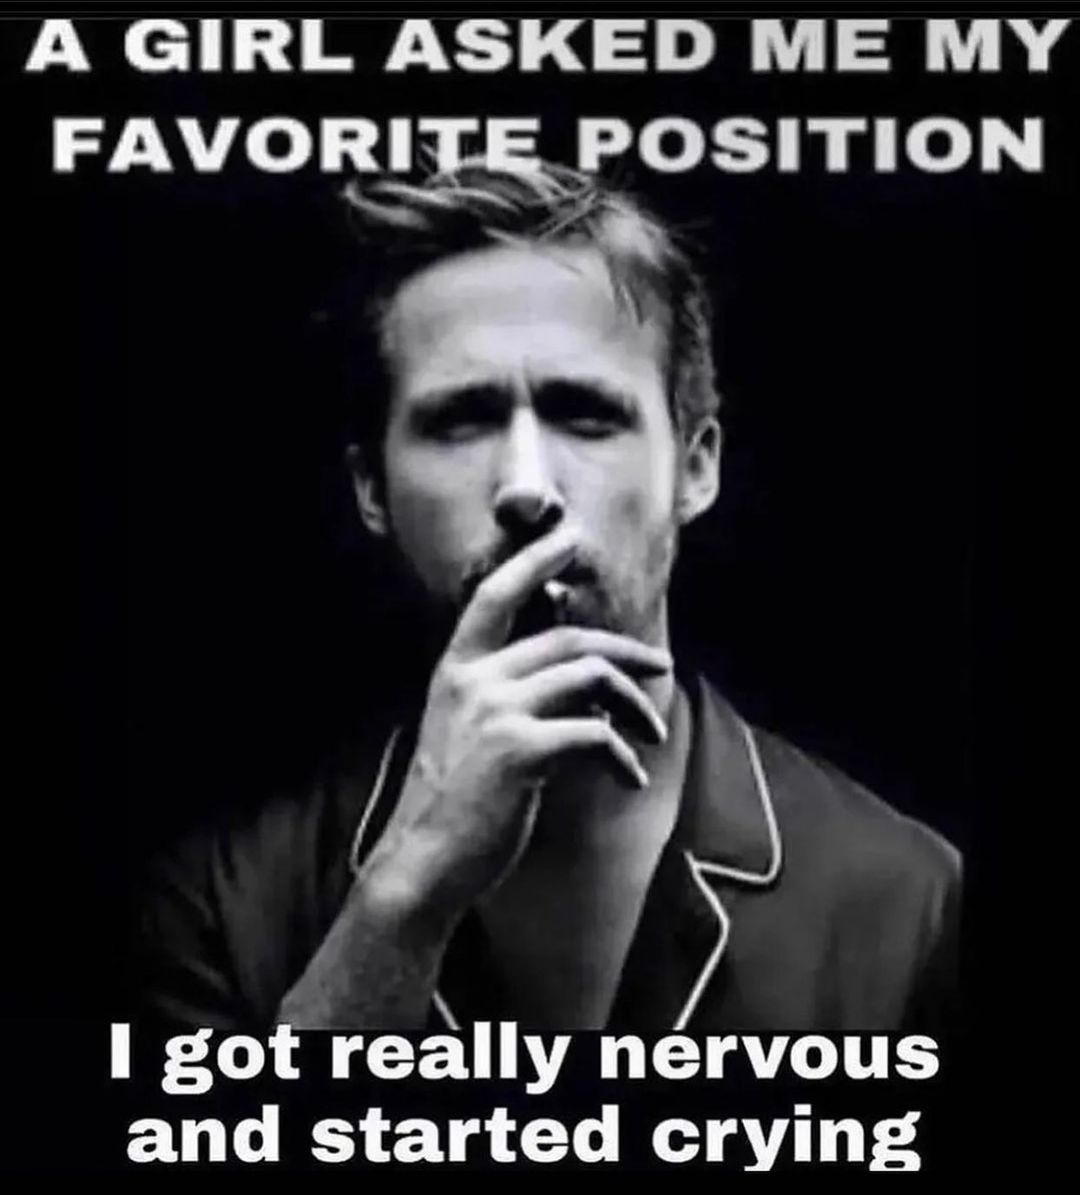 A GIRL ASKED ME MY
FAVORITE POSITION
I got really nervous
and started crying